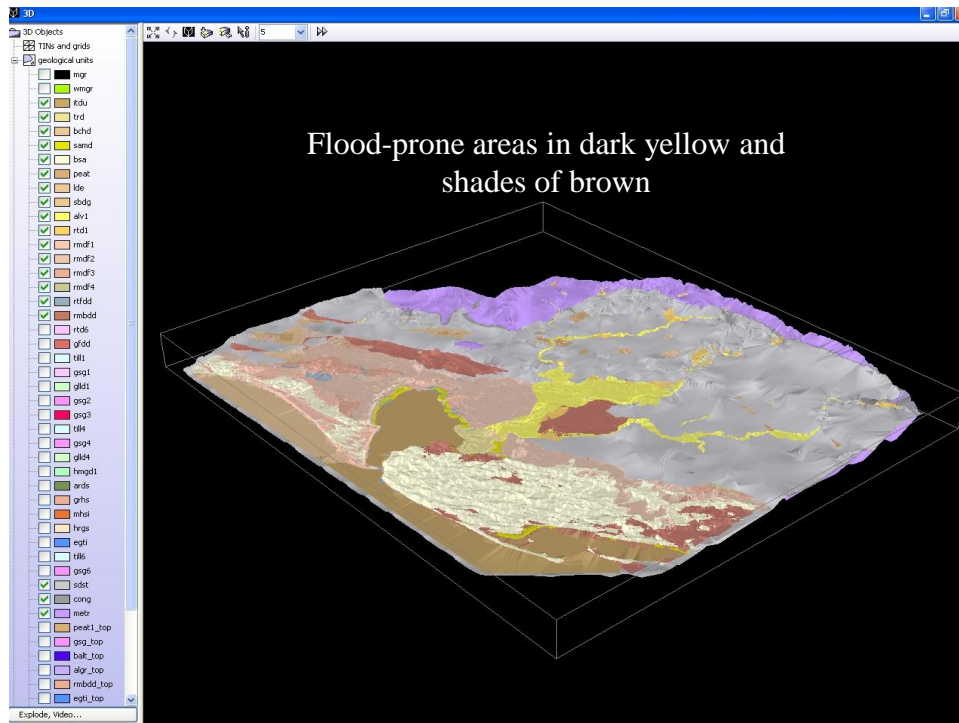 3D
3D Objects
TINs and grids
geological units
mgr
wmgr
itdu
trd
bchd
samd
bsa
peat
lde
sbdg
alv1
rtd1
rmdf1
rmdf2
rmdf3
rmdf4
rtfdd
rmbdd
rtd6
gfdd
till1
gsg1
glld1
gsg2
gsg3
till4
gsg4
glld4
hmgd1
ards
grhs
mhsi
hrgs
egti
till6
gsg6
sdst
cong
metr
peat1_top
gsg_top
balt_top
algr_top
rmbdd_top
egti_top
Explode, Video...
5
Flood-prone areas in dark yellow and
shades of brown